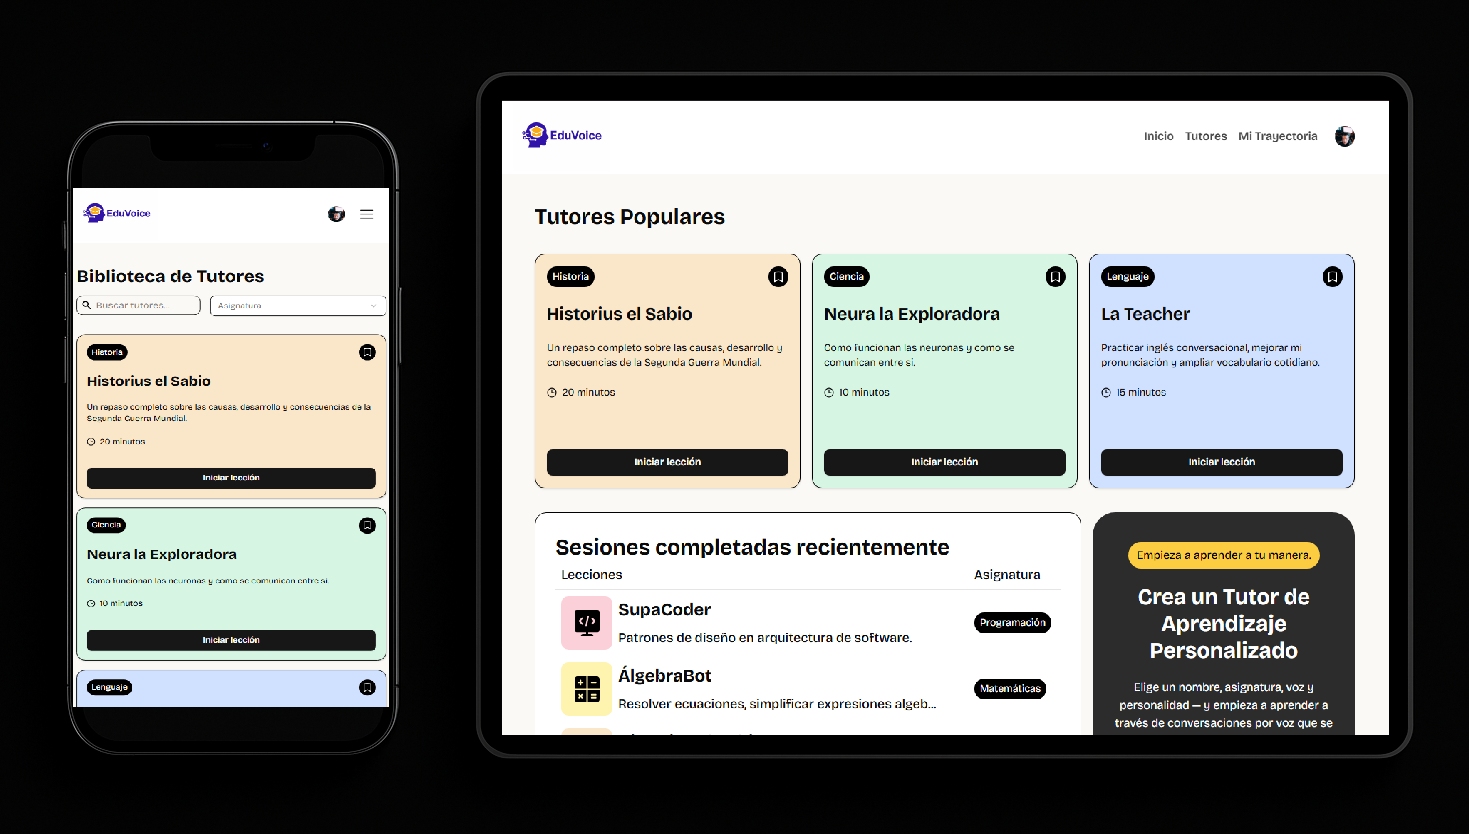 EduVoice
Biblioteca de Tutores
Buscar tutores...
Asignatura
Historia
Historius el Sabio
Un repaso completo sobre las causas, desarrollo y consecuencias de la
Segunda Guerra Mundial.
20 minutos
Iniciar lección
Ciencia
Neura la Exploradora
Como funcionan las neuronas y como se comunican entre sí.
10 minutos
Iniciar lección
Lenguaje
EduVoice
Inicio
Tutores
Mi Trayectoria
Tutores Populares
Historia
Historius el Sabio
Un repaso completo sobre las causas, desarrollo y
consecuencias de la Segunda Guerra Mundial.
20 minutos
Iniciar lección
Ciencia
Neura la Exploradora
Como funcionan las neuronas y como se
comunican entre sí.
10 minutos
Iniciar lección
Lenguaje
La Teacher
Practicar inglés conversacional, mejorar mi
pronunciación y ampliar vocabulario cotidiano.
15 minutos
Iniciar lección
Sesiones completadas recientemente
Lecciones
Asignatura
SupaCoder
Patrones de diseño en arquitectura de software.
Programación
ÁlgebraBot
Resolver ecuaciones, simplificar expresiones algeb...
Matemáticas
Empieza a aprender a tu manera.
Crea un Tutor de
Aprendizaje
Personalizado
Elige un nombre, asignatura, voz y
personalidad — y empieza a aprender a
través de conversaciones por voz que se